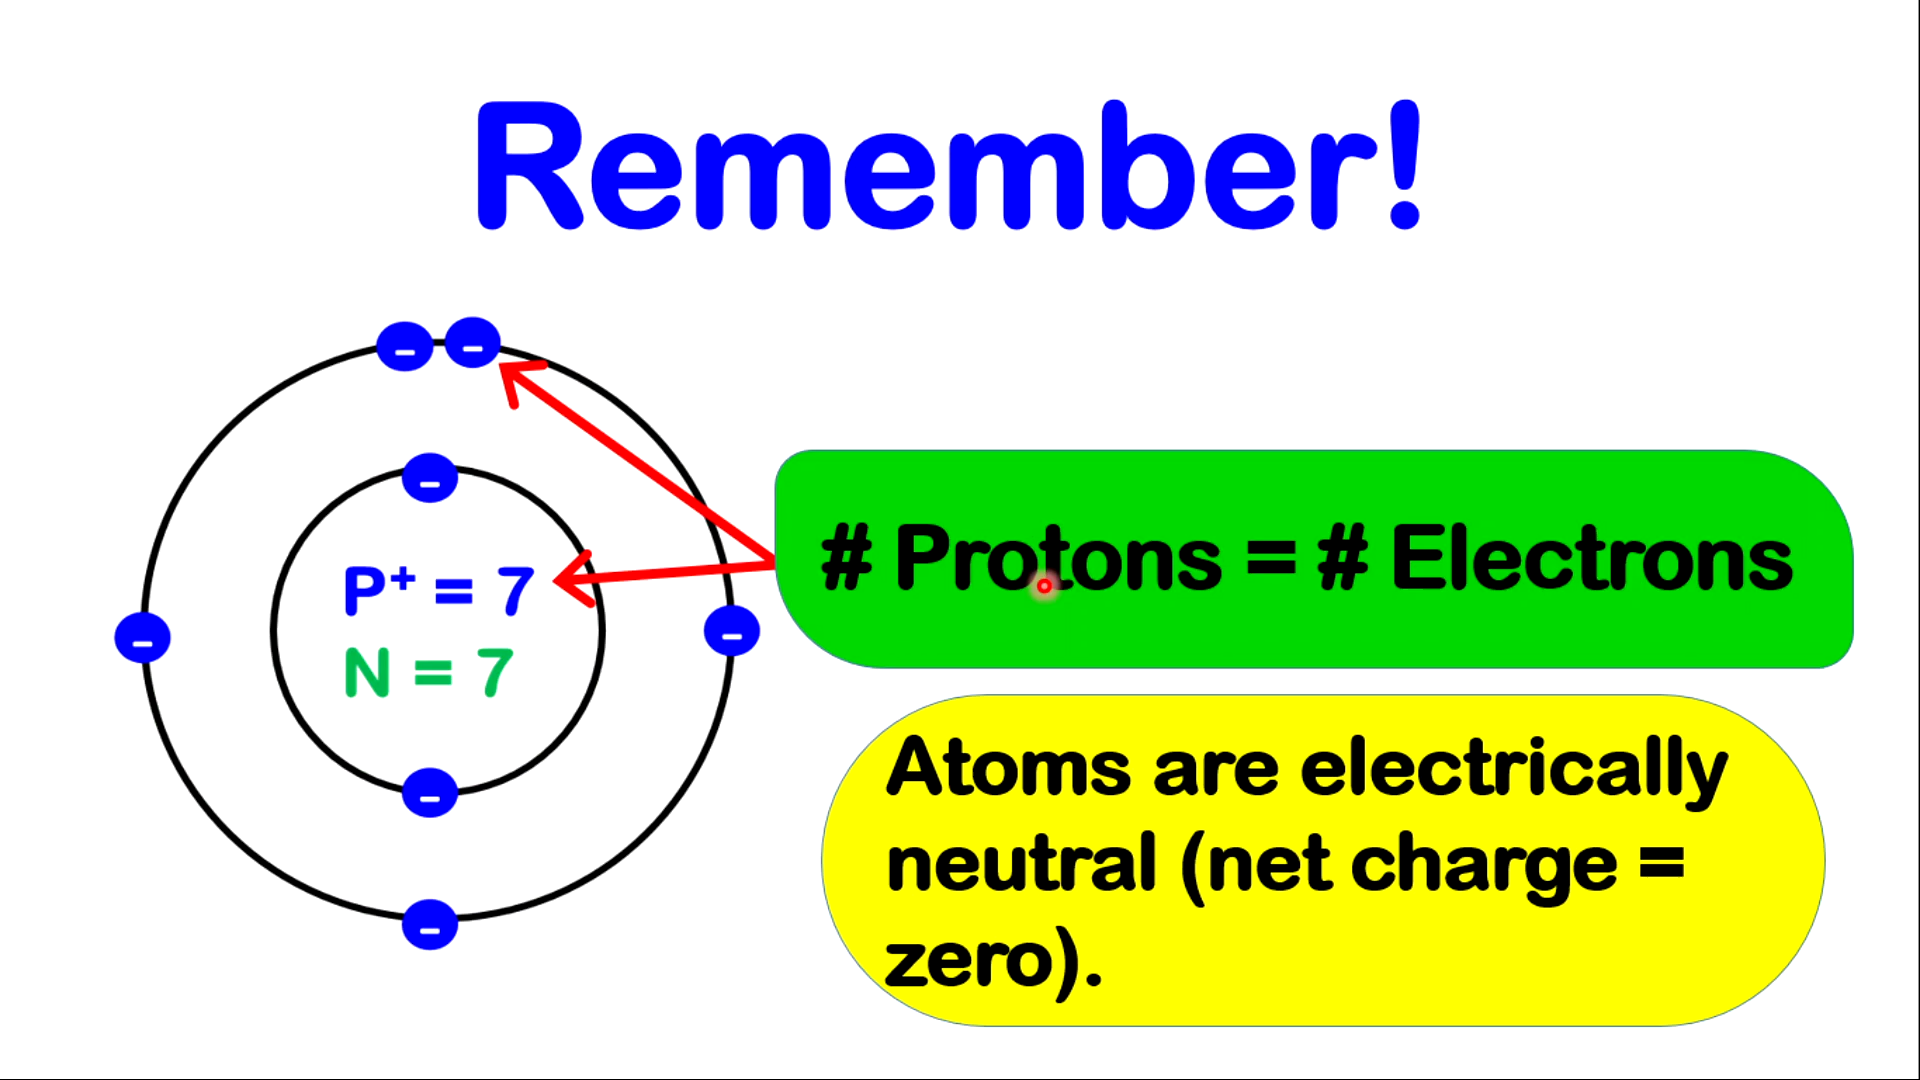 Remember!
P⁺ = 7
N = 7
# Protons = # Electrons
Atoms are electrically
neutral (net charge =
zero).